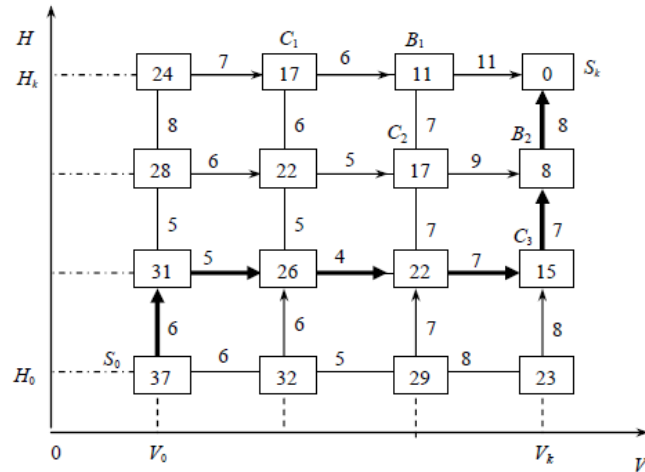 H C₁ B₁
Hₖ 24 7 17 6 11 11 0 Sₖ
8 6 C₂ 7 B₂ 8
28 6 22 5 17 9 8
5 5 7 C₃ 7
31 5 26 4 22 7 15
6 6 7 8
S₀ 6 5 8
H₀ 37 32 29 23
0 V₀ Vₖ V